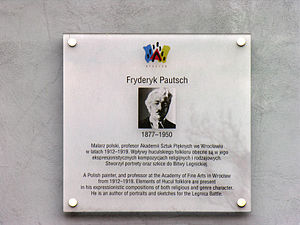 Fryderyk Pautsch
1877–1950
Malarz polski, profesor Akademii Sztuk Pięknych we Wrocławiu
w latach 1912–1919. Wpływy huculskiego folkloru obecne są w jego
ekspresjonistycznych kompozycjach religijnych i rodzajowych.
Stworzył portrety oraz szkice do Bitwy Legnickiej.
A Polish painter, and professor at the Academy of Fine Arts in Wrocław
from 1912–1919. Elements of Hucul folklore are present
in his expressionistic compositions of both religious and genre character.
He is an author of portraits and sketches for the Legnica Battle.